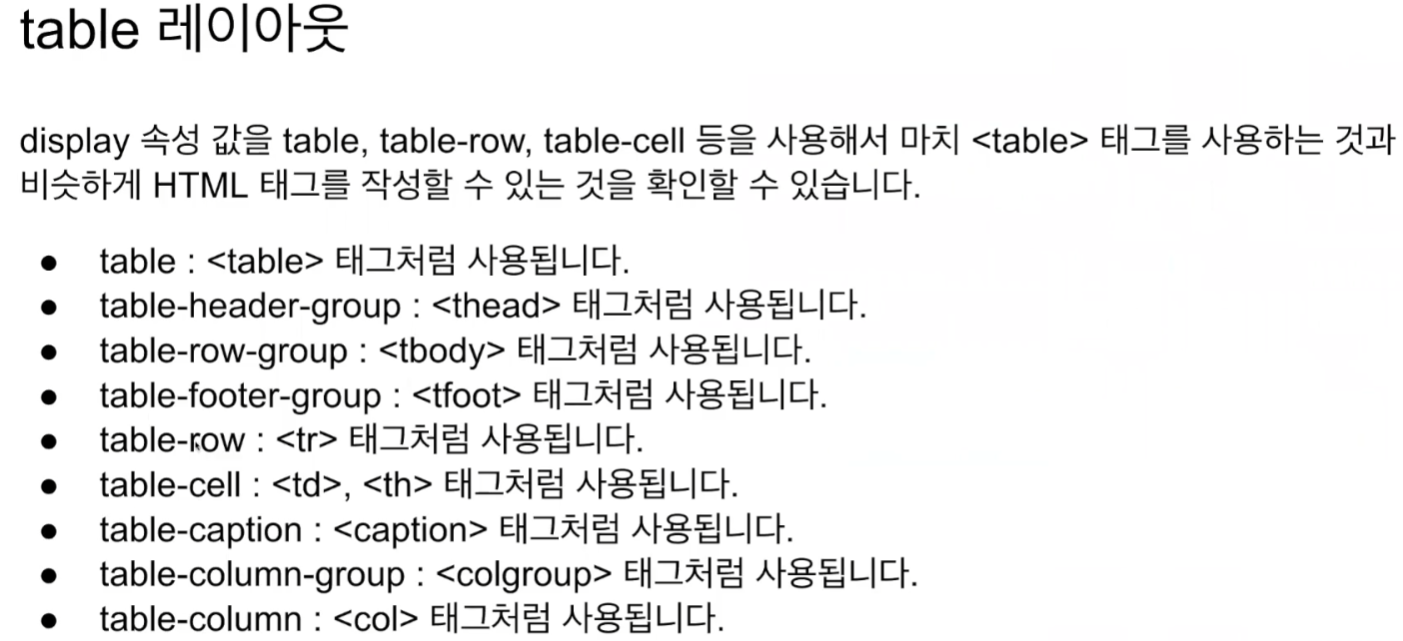 table 레이아웃
display 속성 값을 table, table-row, table-cell 등을 사용해서 마치 <table> 태그를 사용하는 것과
비슷하게 HTML 태그를 작성할 수 있는 것을 확인할 수 있습니다.
● table : <table> 태그처럼 사용됩니다.
● table-header-group : <thead> 태그처럼 사용됩니다.
● table-row-group : <tbody> 태그처럼 사용됩니다.
● table-footer-group : <tfoot> 태그처럼 사용됩니다.
● table-row : <tr> 태그처럼 사용됩니다.
● table-cell : <td>, <th> 태그처럼 사용됩니다.
● table-caption : <caption> 태그처럼 사용됩니다.
● table-column-group : <colgroup> 태그처럼 사용됩니다.
● table-column : <col> 태그처럼 사용됩니다.